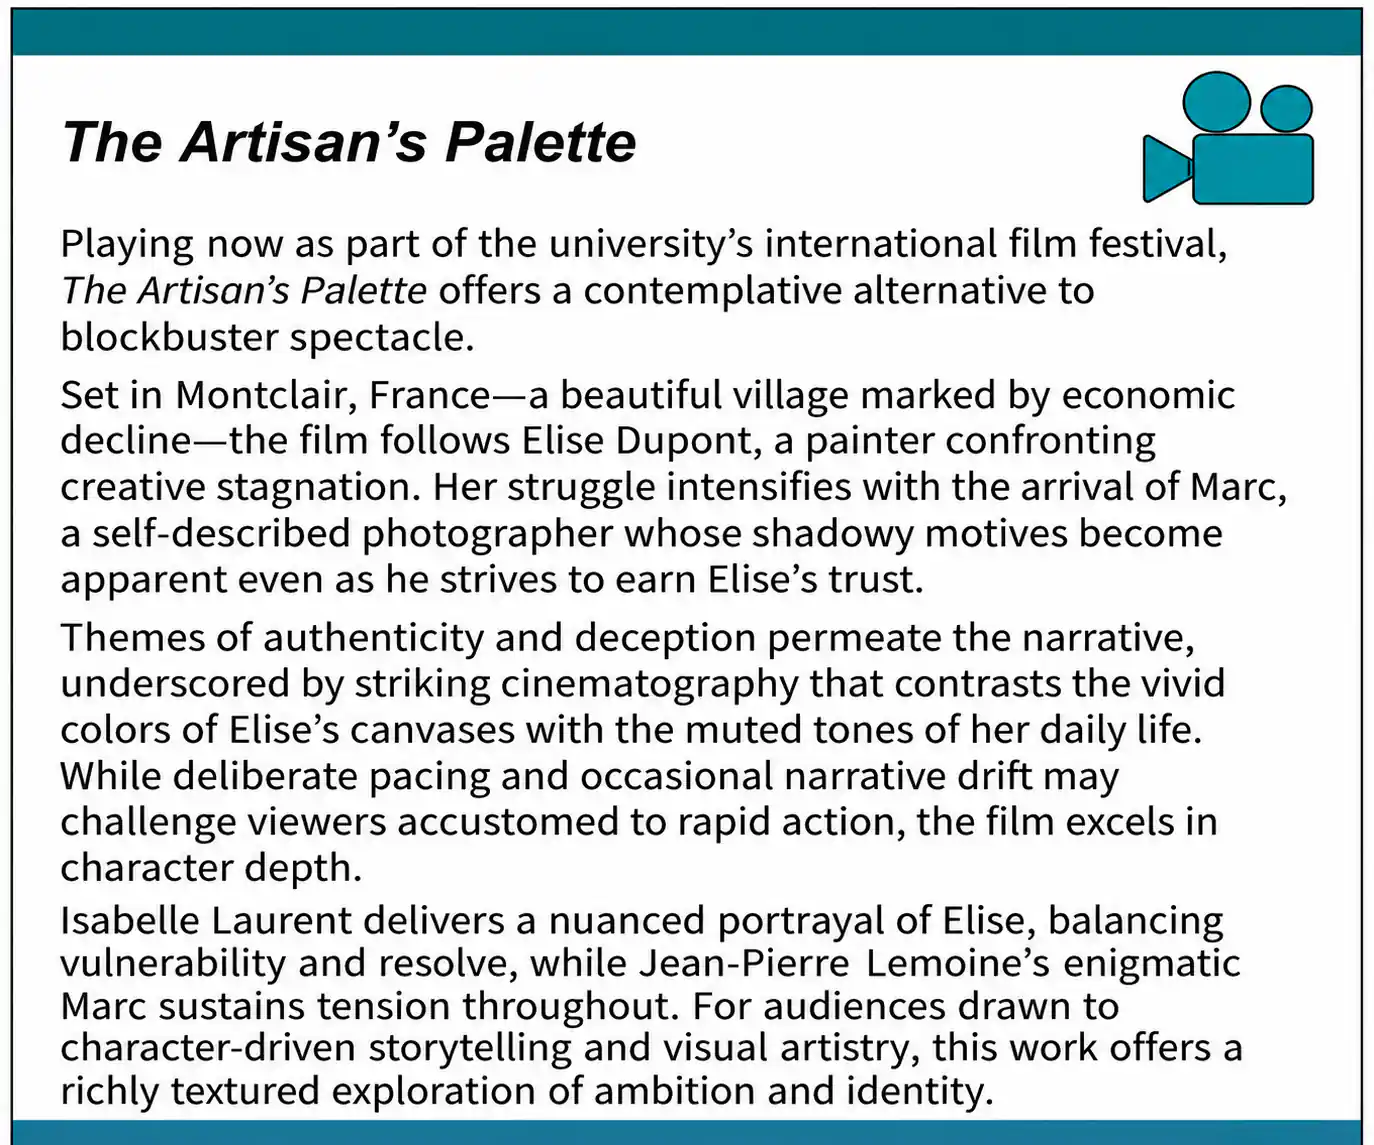 The Artisan’s Palette
Playing now as part of the university’s international film festival,
The Artisan’s Palette offers a contemplative alternative to
blockbuster spectacle.
Set in Montclair, France—a beautiful village marked by economic
decline—the film follows Elise Dupont, a painter confronting
creative stagnation. Her struggle intensifies with the arrival of Marc,
a self-described photographer whose shadowy motives become
apparent even as he strives to earn Elise’s trust.
Themes of authenticity and deception permeate the narrative,
underscored by striking cinematography that contrasts the vivid
colors of Elise’s canvases with the muted tones of her daily life.
While deliberate pacing and occasional narrative drift may
challenge viewers accustomed to rapid action, the film excels in
character depth.
Isabelle Laurent delivers a nuanced portrayal of Elise, balancing
vulnerability and resolve, while Jean-Pierre Lemoine’s enigmatic
Marc sustains tension throughout. For audiences drawn to
character-driven storytelling and visual artistry, this work offers a
richly textured exploration of ambition and identity.